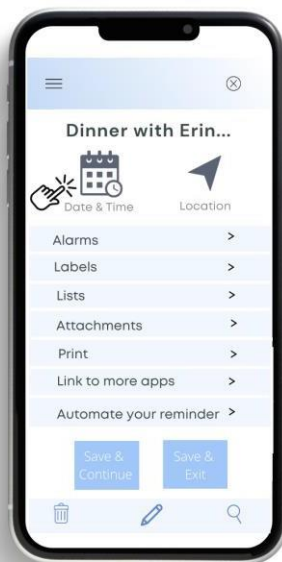 Dinner with Erin...
Date & Time Location
Alarms >
Labels >
Lists >
Attachments >
Print >
Link to more apps >
Automate your reminder >
Save & Save &
Continue Exit